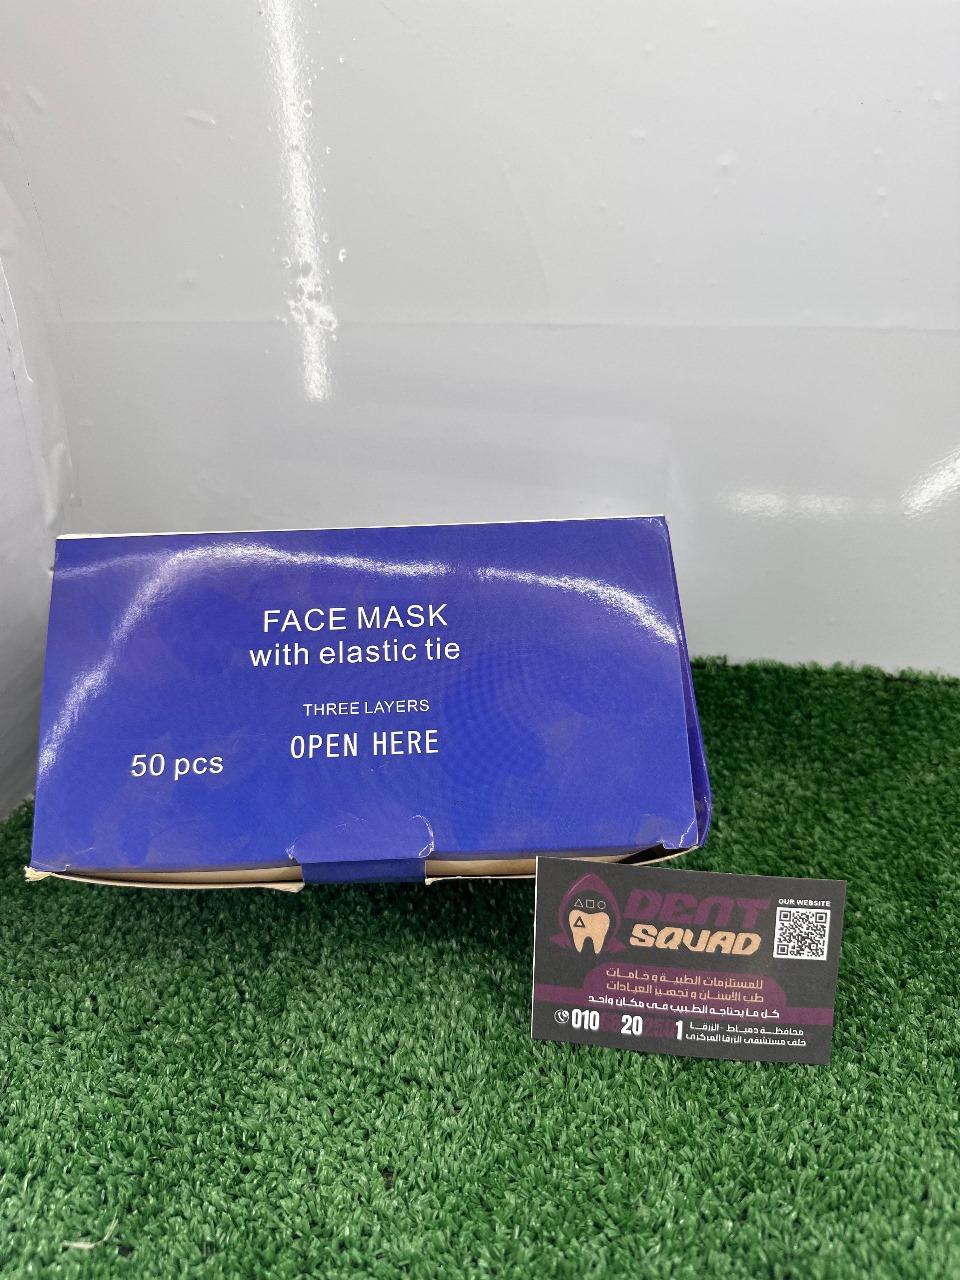 FACE MASK
with elastic tie
THREE LAYERS
OPEN HERE
50 pcs
DENT
SQUAD
OUR WEBSITE
للمستلزمات الطبية و خامات
طب الاسنان و تجهيز العيادات
كل ما يحتاجه الطبيب في مكان واحد
010 20 1
محافظة دمياط - الزرقا
خلف مستشفى الزرقا المركزى